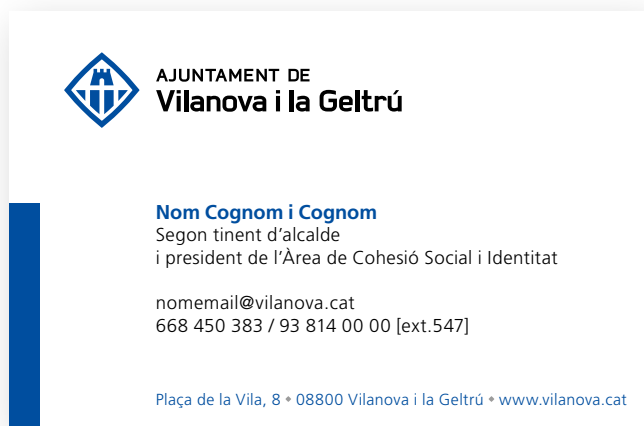 AJUNTAMENT DE
Vilanova i la Geltrú
Nom Cognom i Cognom
Segon tinent d’alcalde
i president de l’Àrea de Cohesió Social i Identitat
nomemail@vilanova.cat
668 450 383 / 93 814 00 00 [ext.547]
Plaça de la Vila, 8 • 08800 Vilanova i la Geltrú • www.vilanova.cat